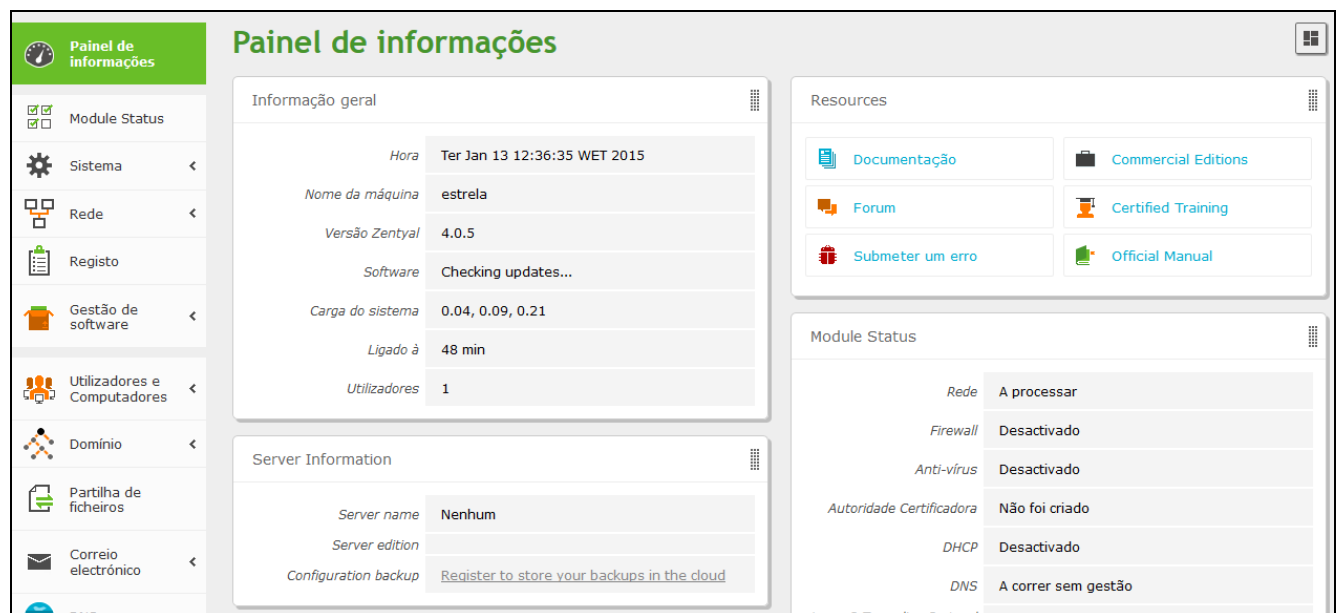 Painel de
informações
Module Status
Sistema
Rede
Registo
Gestão de
software
Utilizadores e
Computadores
Domínio
Partilha de
ficheiros
Correio
electrónico
Painel de informações
Informação geral
Hora Ter Jan 13 12:36:35 WET 2015
Nome da máquina estrela
Versão Zentyal 4.0.5
Software Checking updates...
Carga do sistema 0.04, 0.09, 0.21
Ligado à 48 min
Utilizadores 1
Server Information
Server name Nenhum
Server edition
Configuration backup Register to store your backups in the cloud
Resources
Documentação Commercial Editions
Forum Certified Training
Submeter um erro Official Manual
Module Status
Rede A processar
Firewall Desactivado
Anti-vírus Desactivado
Autoridade Certificadora Não foi criado
DHCP Desactivado
DNS A correr sem gestão